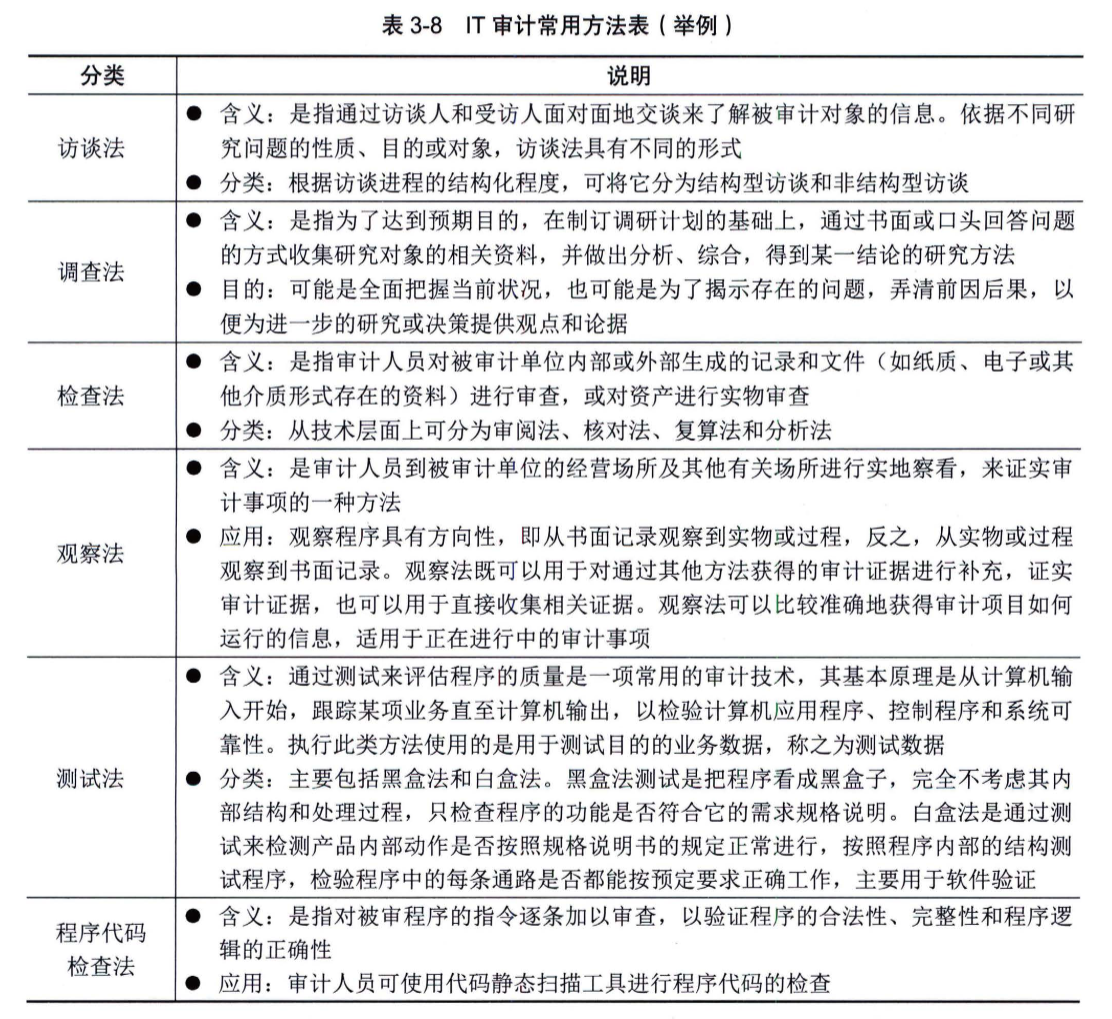 表 3-8 IT 审计常用方法表（举例）
分类 说明
访谈法
● 含义：是指通过访谈人和受访人面对面地交谈来了解被审计对象的信息。依据不同研
究问题的性质、目的或对象，访谈法具有不同的形式
● 分类：根据访谈进程的结构化程度，可将它分为结构型访谈和非结构型访谈
调查法
● 含义：是指为了达到预期目的，在制订调研计划的基础上，通过书面或口头回答问题
的方式收集研究对象的相关资料，并做出分析、综合，得到某一结论的研究方法
● 目的：可能是全面把握当前状况，也可能是为了揭示存在的问题，弄清前因后果，以
便为进一步的研究或决策提供观点和论据
检查法
● 含义：是指审计人员对被审计单位内部或外部生成的记录和文件（如纸质、电子或其
他介质形式存在的资料）进行审查，或对资产进行实物审查
● 分类：从技术层面上可分为审阅法、核对法、复算法和分析法
观察法
● 含义：是审计人员到被审计单位的经营场所及其他有关场所进行实地察看，来证实审
计事项的一种方法
● 应用：观察程序具有方向性，即从书面记录观察到实物或过程，反之，从实物或过程
观察到书面记录。观察法既可以用于对通过其他方法获得的审计证据进行补充，证实
审计证据，也可以用于直接收集相关证据。观察法可以比较准确地获得审计项目如何
运行的信息，适用于正在进行中的审计事项
测试法
● 含义：通过测试来评估程序的质量是一项常用的审计技术，其基本原理是从计算机输
入开始，跟踪某项业务直至计算机输出，以检验计算机应用程序、控制程序和系统可
靠性。执行此类方法使用的是用于测试目的的业务数据，称之为测试数据
● 分类：主要包括黑盒法和白盒法。黑盒法测试是把程序看成黑盒子，完全不考虑其内
部结构和处理过程，只检查程序的功能是否符合它的需求规格说明。白盒法是通过测
试来检测产品内部动作是否按照规格说明书的规定正常进行，按照程序内部的结构测
试程序，检验程序中的每条通路是否都能按预定要求正确工作，主要用于软件验证
程序代码
检查法
● 含义：是指对被审程序的指令逐条加以审查，以验证程序的合法性、完整性和程序逻
辑的正确性
● 应用：审计人员可使用代码静态扫描工具进行程序代码的检查